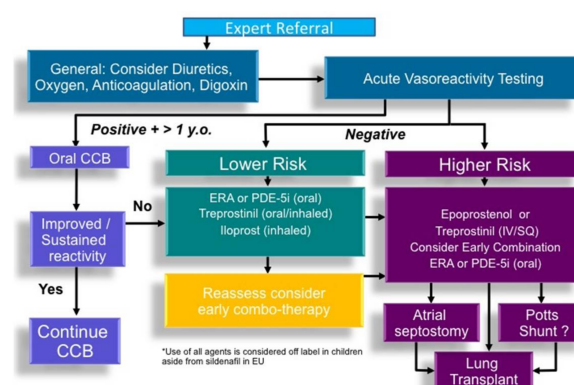 Expert Referral
General: Consider Diuretics,
Oxygen, Anticoagulation, Digoxin
Acute Vasoreactivity Testing
Positive + > 1 y.o.
Negative
Oral CCB
Lower Risk
Higher Risk
Improved /
Sustained
reactivity
No
ERA or PDE-5i (oral)
Treprostinil (oral/inhaled)
Iloprost (inhaled)
Epoprostenol or
Treprostinil (IV/SQ)
Consider Early Combination
ERA or PDE-5i (oral)
Yes
Reassess consider
early combo-therapy
Continue
CCB
Atrial
septostomy
Potts
Shunt ?
*Use of all agents is considered off label in children
aside from sildenafil in EU
Lung
Transplant